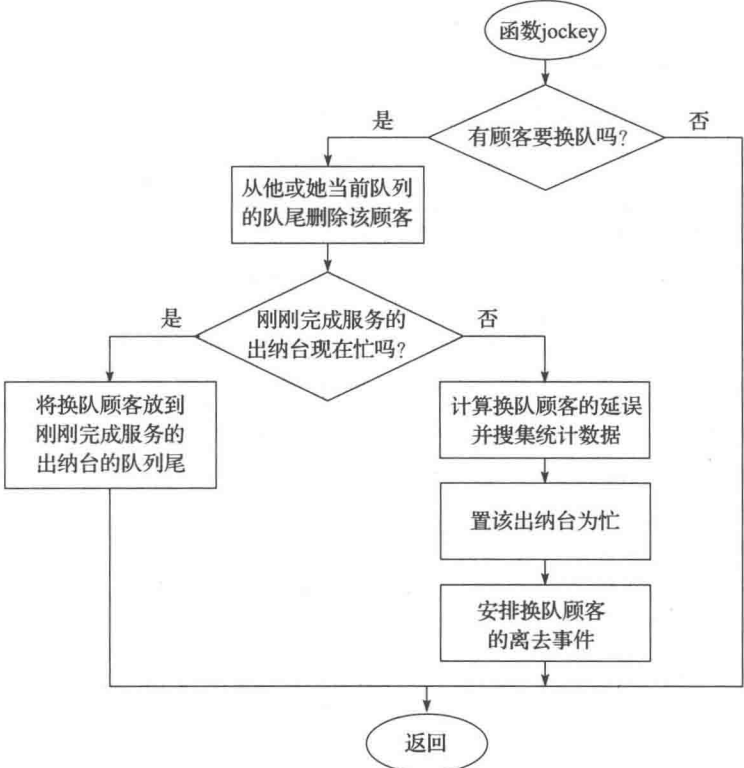 函数jockey
有顾客要换队吗?
是
否
从他或她当前队列
的队尾删除该顾客
刚刚完成服务的
出纳台现在忙吗?
是
否
将换队顾客放到
刚刚完成服务的
出纳台的队列尾
计算换队顾客的延误
并搜集统计数据
置该出纳台为忙
安排换队顾客
的离去事件
返回